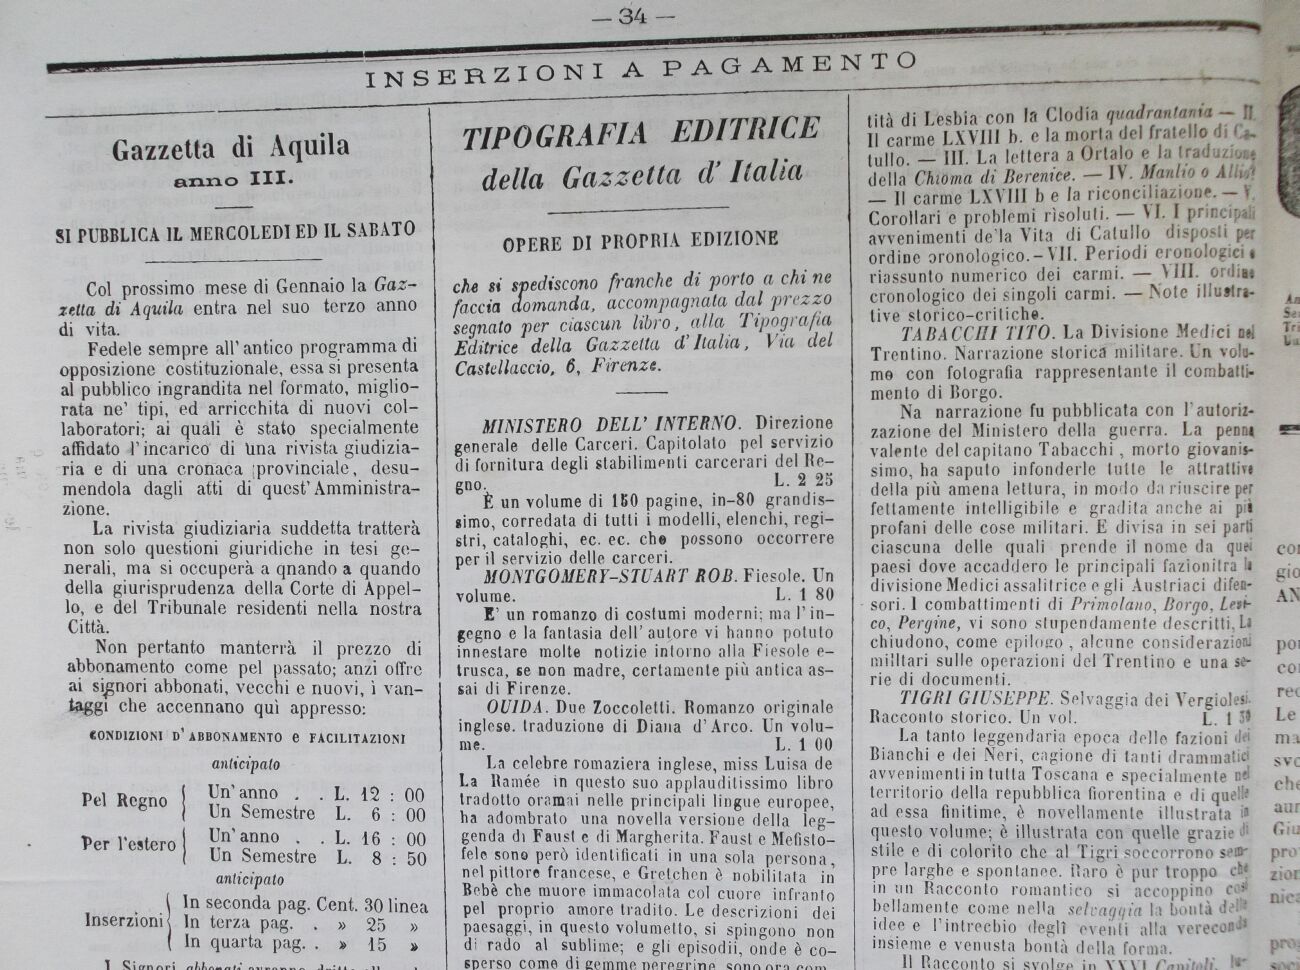 — 34 —
INSERZIONI A PAGAMENTO
Gazzetta di Aquila
anno III.
SI PUBBLICA IL MERCOLEDI ED IL SABATO
Col prossimo mese di Gennaio la Gaz-
zetta di Aquila entra nel suo terzo anno
di vita.
Fedele sempre all'antico programma di
opposizione costituzionale, essa si presenta
al pubblico ingrandita nel formato, miglio-
rata ne' tipi, ed arricchita di nuovi col-
laboratori; ai quali è stato specialmente
affidato l'incarico di una rivista giudizia-
ria e di una cronaca provinciale, desu-
mendola dagli atti di quest'Amministra-
zione.
La rivista giudiziaria suddetta tratterà
non solo questioni giuridiche in tesi ge-
nerali, ma si occuperà a qnando a quando
della giurisprudenza della Corte di Appel-
lo, e del Tribunale residenti nella nostra
Città.
Non pertanto manterrà il prezzo di
abbonamento come pel passato; anzi offre
ai signori abbonati, vecchi e nuovi, i van-
taggi che accennano quì appresso:
CONDIZIONI D'ABBONAMENTO e FACILITAZIONI
anticipato
Pel Regno { Un'anno . . L. 12 : 00
Un Semestre L. 6 : 00
Per l'estero { Un'anno . . L. 16 : 00
Un Semestre L. 8 : 50
anticipato
Inserzioni { In seconda pag. Cent. 30 linea
In terza pag. . » 25 »
In quarta pag. . » 15 »
I Signori abbonati
TIPOGRAFIA EDITRICE
della Gazzetta d'Italia
OPERE DI PROPRIA EDIZIONE
che si spediscono franche di porto a chi ne
faccia domanda, accompagnata dal prezzo
segnato per ciascun libro, alla Tipografia
Editrice della Gazzetta d'Italia, Via del
Castellaccio, 6, Firenze.
MINISTERO DELL' INTERNO. Direzione
generale delle Carceri. Capitolato pel servizio
di fornitura degli stabilimenti carcerari del Re-
gno. L. 2 25
È un volume di 150 pagine, in-80 grandis-
simo, corredata di tutti i modelli, elenchi, regi-
stri, cataloghi, ec. ec. che possono occorrere
per il servizio delle carceri.
MONTGOMERY-STUART ROB. Fiesole. Un
volume. L. 1 80
E' un romanzo di costumi moderni; ma l'in-
gegno e la fantasia dell'autore vi hanno potuto
innestare molte notizie intorno alla Fiesole e-
trusca, se non madre, certamente più antica as-
sai di Firenze.
OUIDA. Due Zoccoletti. Romanzo originale
inglese. traduzione di Diana d'Arco. Un volu-
me. L. 1 00
La celebre romaziera inglese, miss Luisa de
La Ramée in questo suo applauditissimo libro
tradotto oramai nelle principali lingue europee,
ha adombrato una novella versione della leg-
genda di Faust e di Margherita. Faust e Mefisto-
fele sono però identificati in una sola persona,
nel pittore francese, e Gretchen è nobilitata in
Bebè che muore immacolata col cuore infranto
pel proprio amore tradito. Le descrizioni dei
paesaggi, in questo volumetto, si spingono non
di rado al sublime; e gli episodii, onde è co-
sperso come di gemme peregrine, sono ora com-
tità di Lesbia con la Clodia quadrantania — II.
Il carme LXVIII b. e la morta del fratello di Ca-
tullo. — III. La lettera a Ortalo e la traduzione
della Chioma di Berenice. — IV. Manlio o Allio?
— Il carme LXVIII b e la riconciliazione. — V.
Corollari e problemi risoluti. — VI. I principali
avvenimenti de'la Vita di Catullo disposti per
ordine cronologico. — VII. Periodi cronologici e
riassunto numerico dei carmi. — VIII. ordine
cronologico dei singoli carmi. — Note illustra-
tive storico-critiche.
TABACCHI TITO. La Divisione Medici nel
Trentino. Narrazione storica militare. Un volu-
me con fotografia rappresentante il combatti-
mento di Borgo.
Na narrazione fu pubblicata con l'autoriz-
zazione del Ministero della guerra. La penna
valente del capitano Tabacchi, morto giovanis-
simo, ha saputo infonderle tutte le attrattive
della più amena lettura, in modo da riuscire per
fettamente intelligibile e gradita anche ai più
profani delle cose militari. E divisa in sei parti
ciascuna delle quali prende il nome da quei
paesi dove accaddero le principali fazioni tra la
divisione Medici assalitrice e gli Austriaci difen-
sori. I combattimenti di Primolano, Borgo, Levi-
co, Pergine, vi sono stupendamente descritti, La
chiudono, come epilogo, alcune considerazioni
militari sulle operazioni del Trentino e una se-
rie di documenti.
TIGRI GIUSEPPE. Selvaggia dei Vergiolesi.
Racconto storico. Un vol. L. 1
La tanto leggendaria epoca delle fazioni dei
Bianchi e dei Neri, cagione di tanti drammatici
avvenimenti in tutta Toscana e specialmente nel
territorio della repubblica fiorentina e di quelle
ad essa finitime, è novellamente illustrata in
questo volume; è illustrata con quelle grazie di
stile e di colorito che al Tigri soccorrono sem-
pre larghe e spontanee. Raro è pur troppo che
in un Racconto romantico si accoppino così
bellamente come nella selvaggia la bontà delle
idee e l'intrecbio degli eventi alla vereconda
insieme e venusta bontà della forma.
Il Racconto si svolge in XXVI Capitoli,